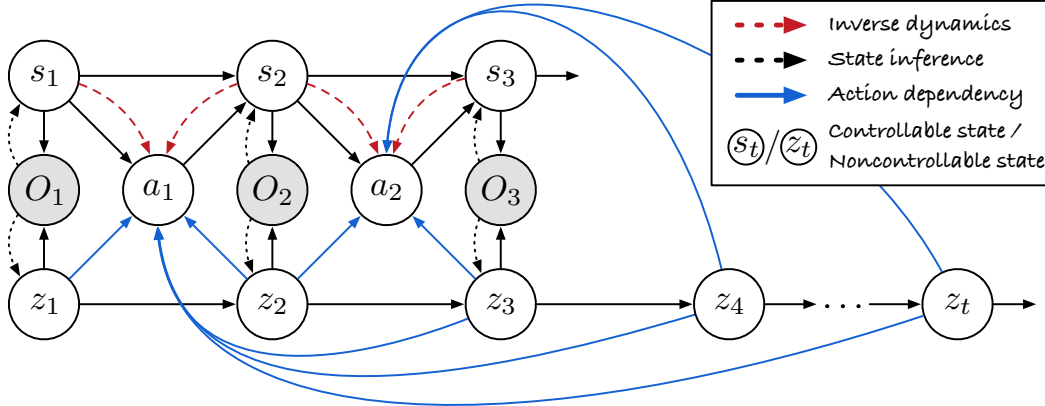 Inverse dynamics
State inference
Action dependency
s_t / z_t Controllable state /
Noncontrollable state
s_1 s_2 s_3
O_1 a_1 O_2 a_2 O_3
z_1 z_2 z_3 z_4 ... z_t